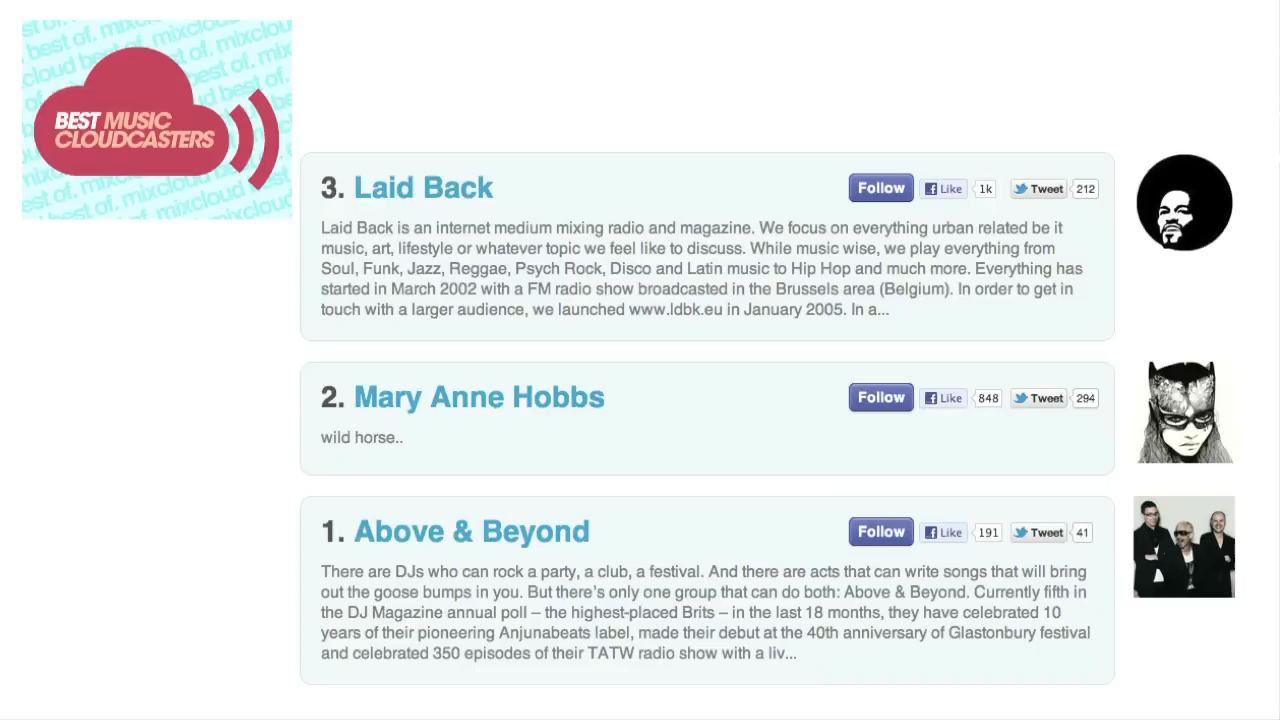 best of. mixcloud
BEST MUSIC
CLOUDCASTERS
3. Laid Back
Follow
Like
1k
Tweet
212
Laid Back is an internet medium mixing radio and magazine. We focus on everything urban related be it
music, art, lifestyle or whatever topic we feel like to discuss. While music wise, we play everything from
Soul, Funk, Jazz, Reggae, Psych Rock, Disco and Latin music to Hip Hop and much more. Everything has
started in March 2002 with a FM radio show broadcasted in the Brussels area (Belgium). In order to get in
touch with a larger audience, we launched www.ldbk.eu in January 2005. In a...
2. Mary Anne Hobbs
Follow
Like
848
Tweet
294
wild horse..
1. Above & Beyond
Follow
Like
191
Tweet
41
There are DJs who can rock a party, a club, a festival. And there are acts that can write songs that will bring
out the goose bumps in you. But there's only one group that can do both: Above & Beyond. Currently fifth in
the DJ Magazine annual poll – the highest-placed Brits – in the last 18 months, they have celebrated 10
years of their pioneering Anjunabeats label, made their debut at the 40th anniversary of Glastonbury festival
and celebrated 350 episodes of their TATW radio show with a liv...